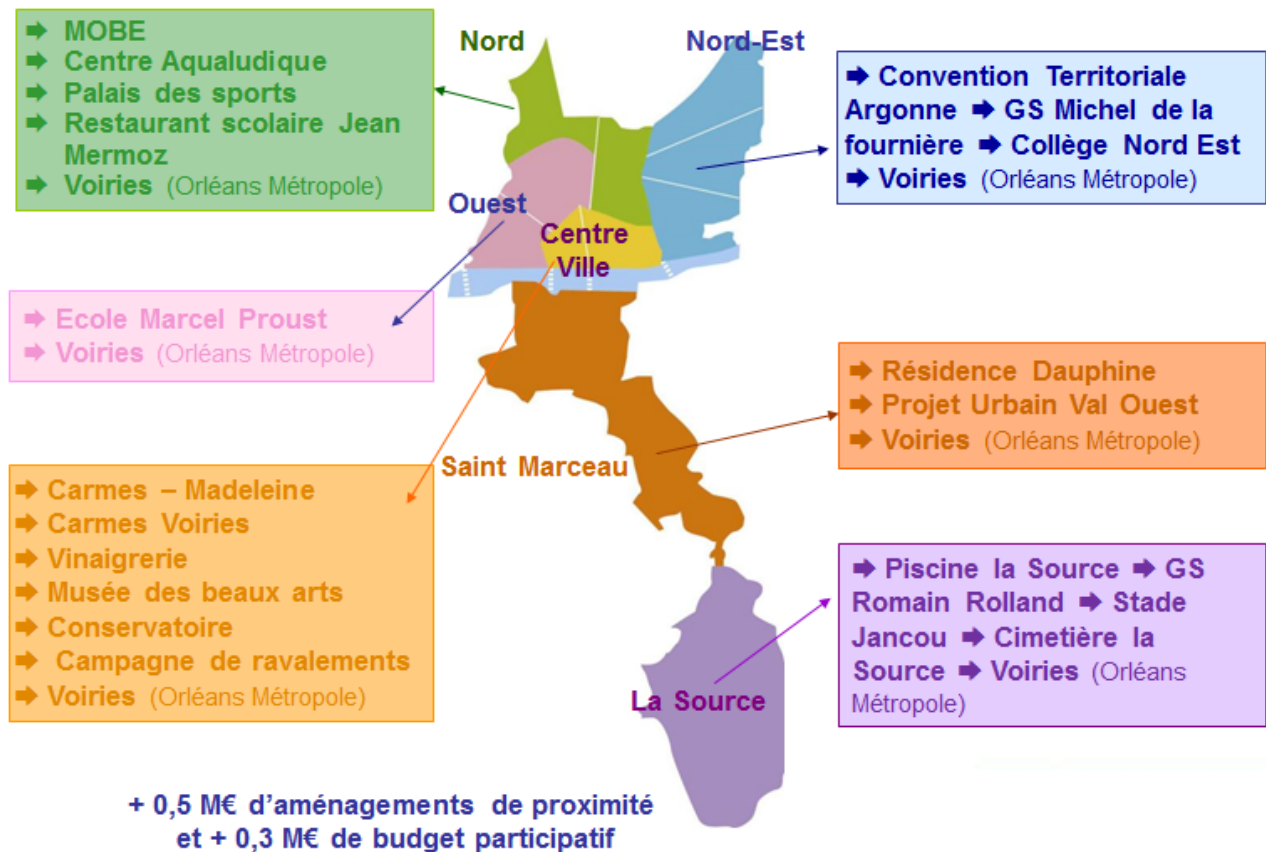 ➡ MOBE
➡ Centre Aqualudique
➡ Palais des sports
➡ Restaurant scolaire Jean
Mermoz
➡ Voiries (Orléans Métropole)
Nord
Nord-Est
➡ Convention Territoriale
Argonne ➡ GS Michel de la
fournière ➡ Collège Nord Est
➡ Voiries (Orléans Métropole)
Ouest
Centre
Ville
➡ Ecole Marcel Proust
➡ Voiries (Orléans Métropole)
➡ Résidence Dauphine
➡ Projet Urbain Val Ouest
➡ Voiries (Orléans Métropole)
Saint Marceau
➡ Carmes – Madeleine
➡ Carmes Voiries
➡ Vinaigrerie
➡ Musée des beaux arts
➡ Conservatoire
➡ Campagne de ravalements
➡ Voiries (Orléans Métropole)
➡ Piscine la Source ➡ GS
Romain Rolland ➡ Stade
Jancou ➡ Cimetière la
Source ➡ Voiries (Orléans
Métropole)
La Source
+ 0,5 M€ d’aménagements de proximité
et + 0,3 M€ de budget participatif